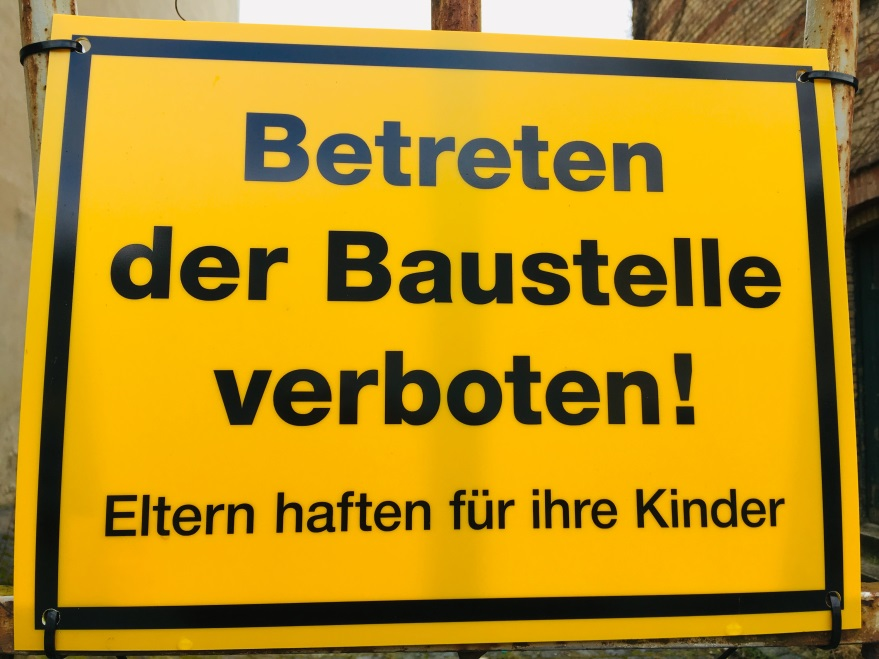 Betreten
der Baustelle
verboten!
Eltern haften für ihre Kinder